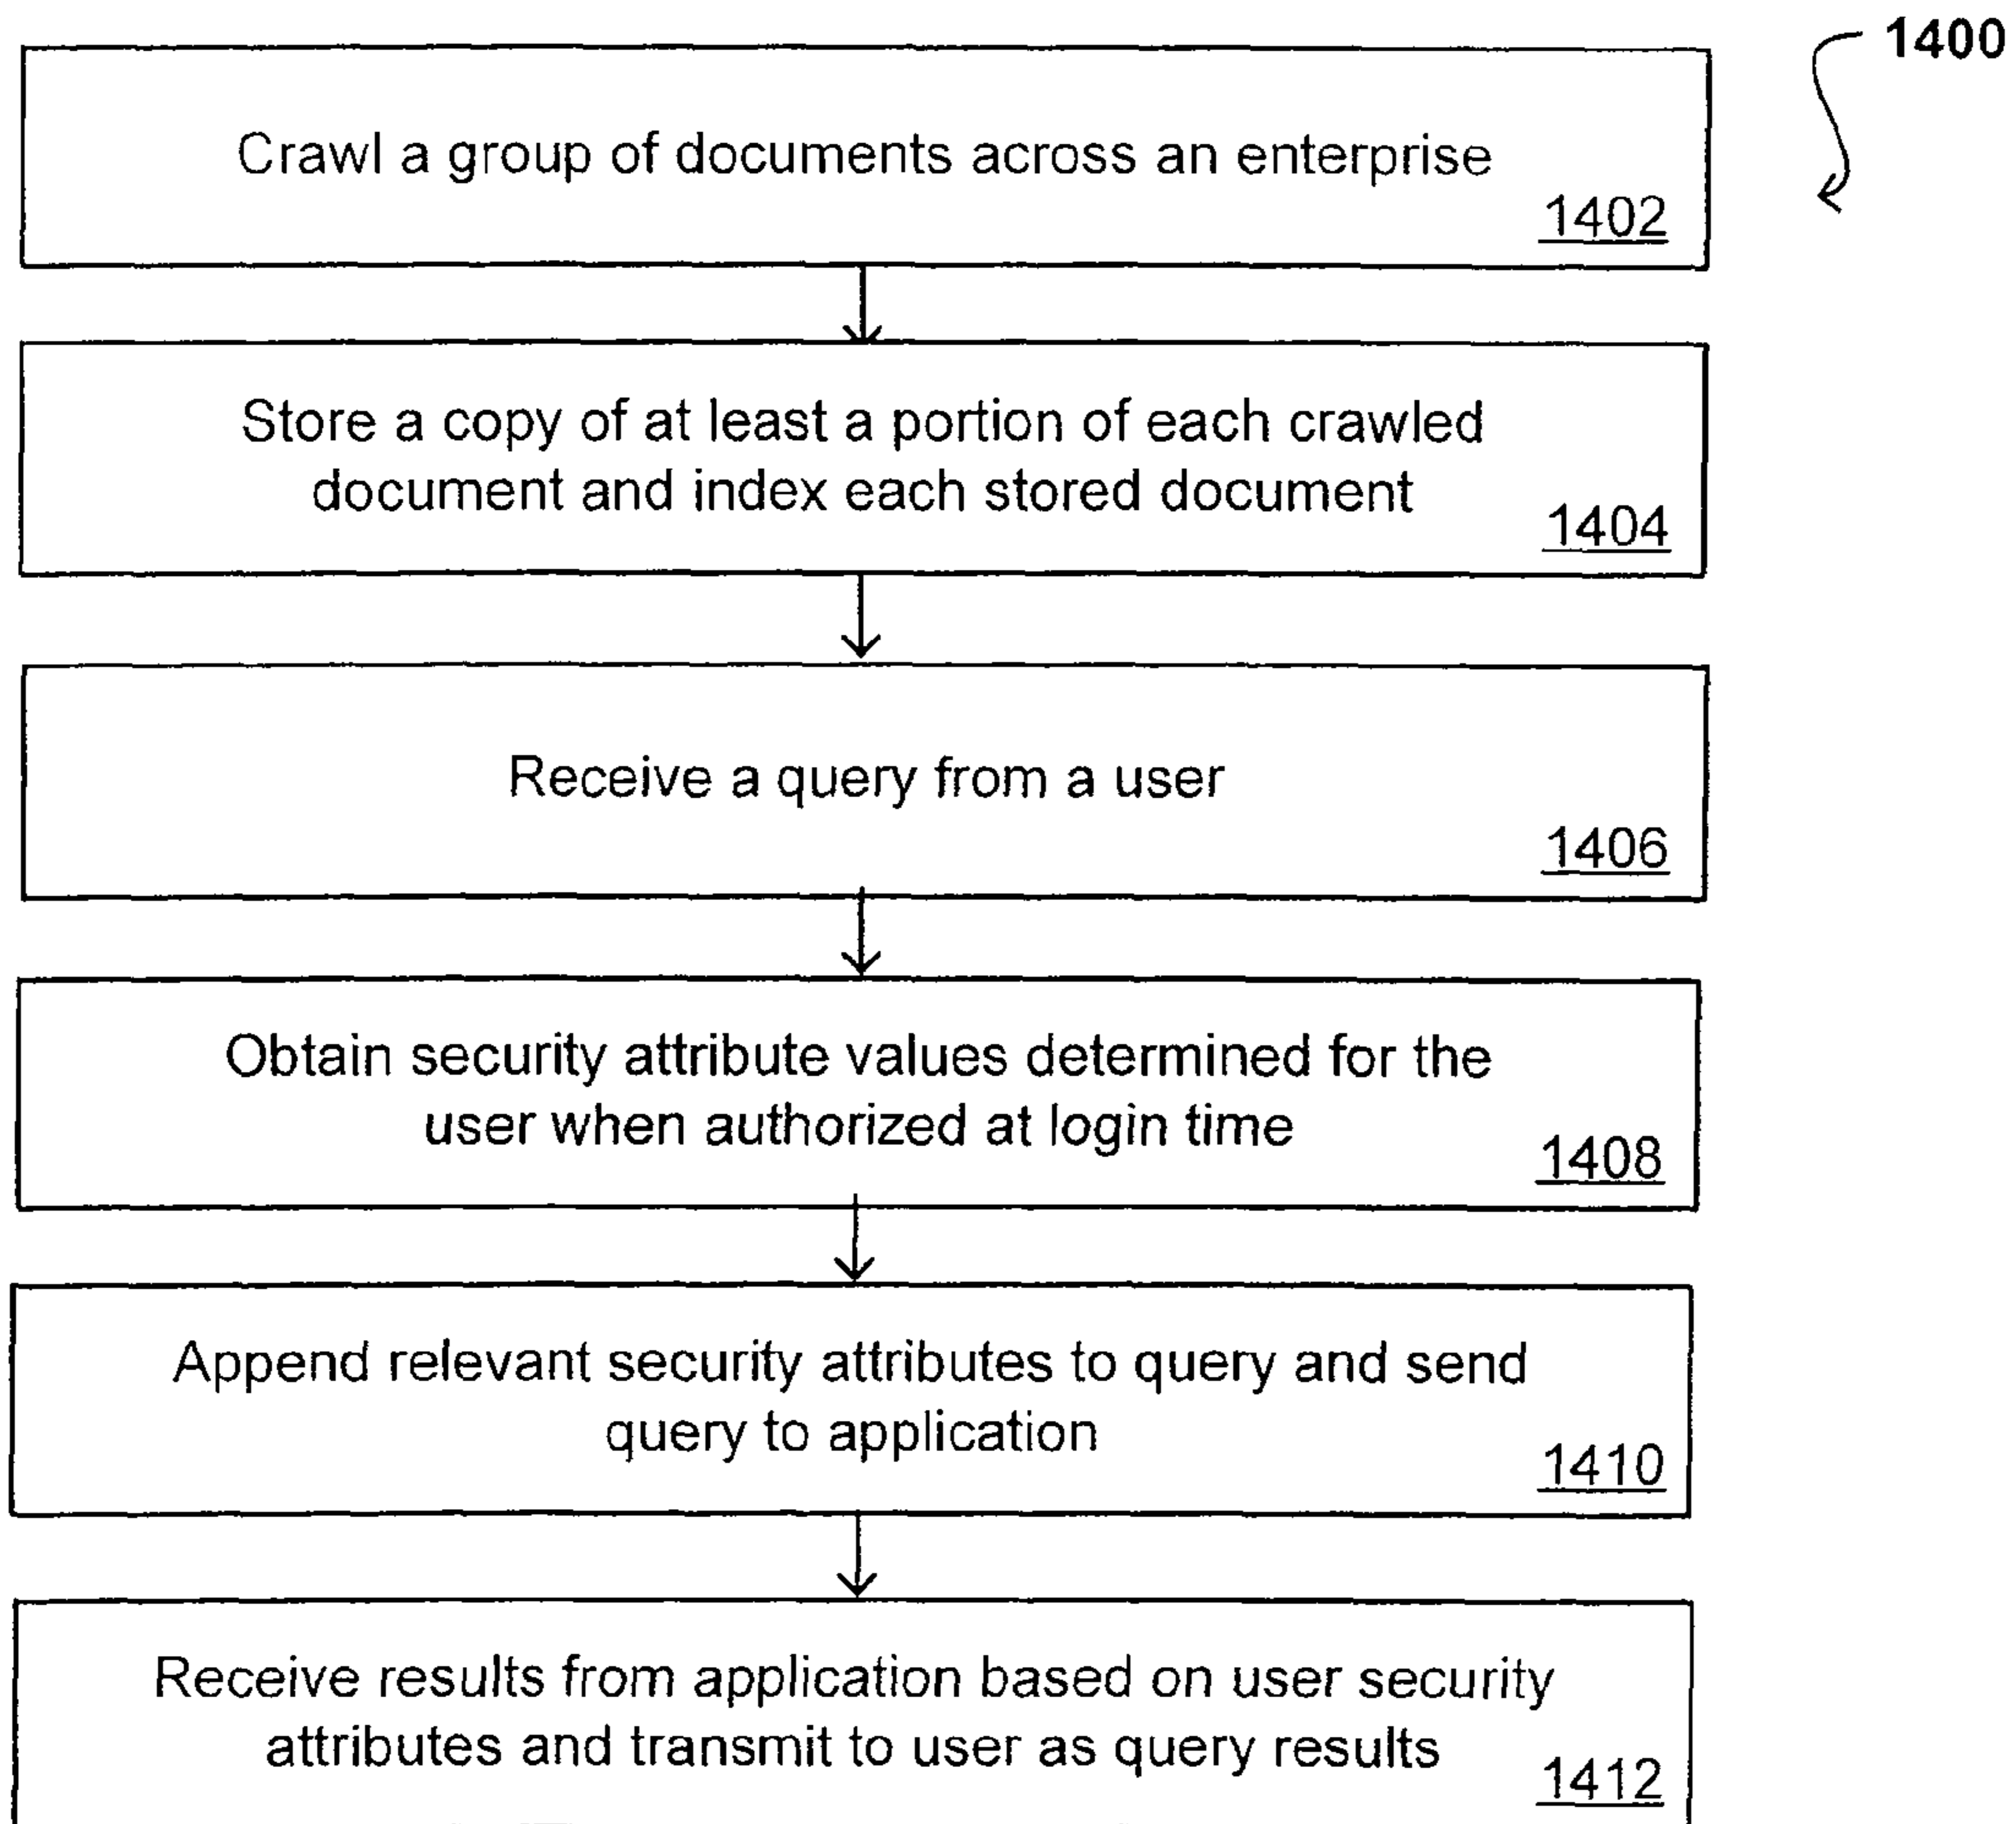 1400
Crawl a group of documents across an enterprise
1402
Store a copy of at least a portion of each crawled
document and index each stored document
1404
Receive a query from a user
1406
Obtain security attribute values determined for the
user when authorized at login time
1408
Append relevant security attributes to query and send
query to application
1410
Receive results from application based on user security
attributes and transmit to user as query results
1412